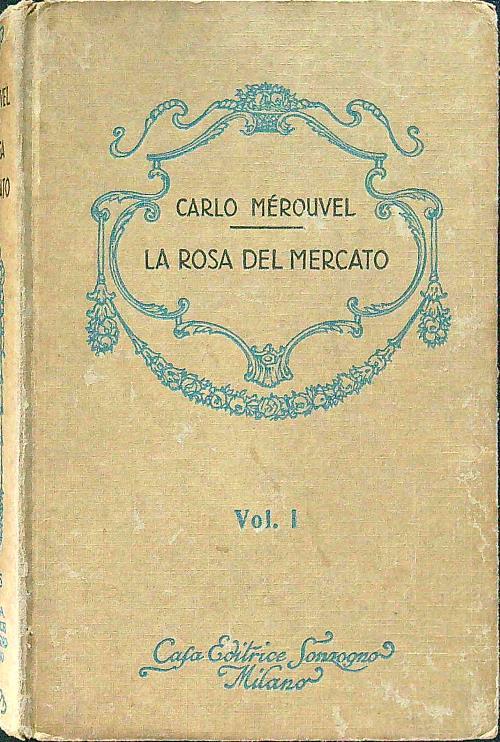 CARLO MÉROUVEL
LA ROSA DEL MERCATO
Vol. I
Casa Editrice Sonzogno
Milano